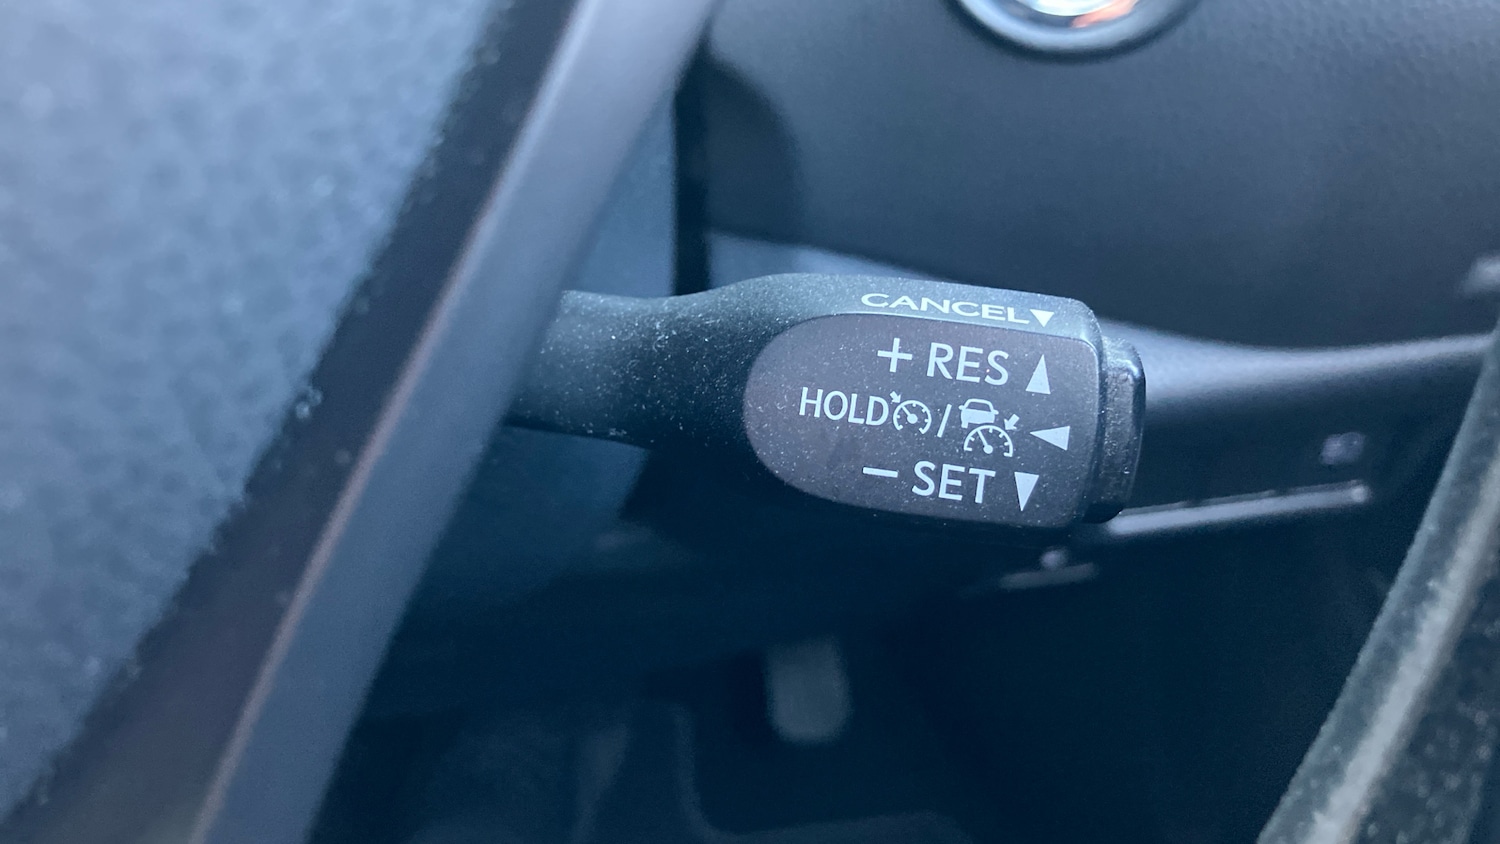 CANCEL▼
+ RES ▲
HOLD / ◀
− SET ▼